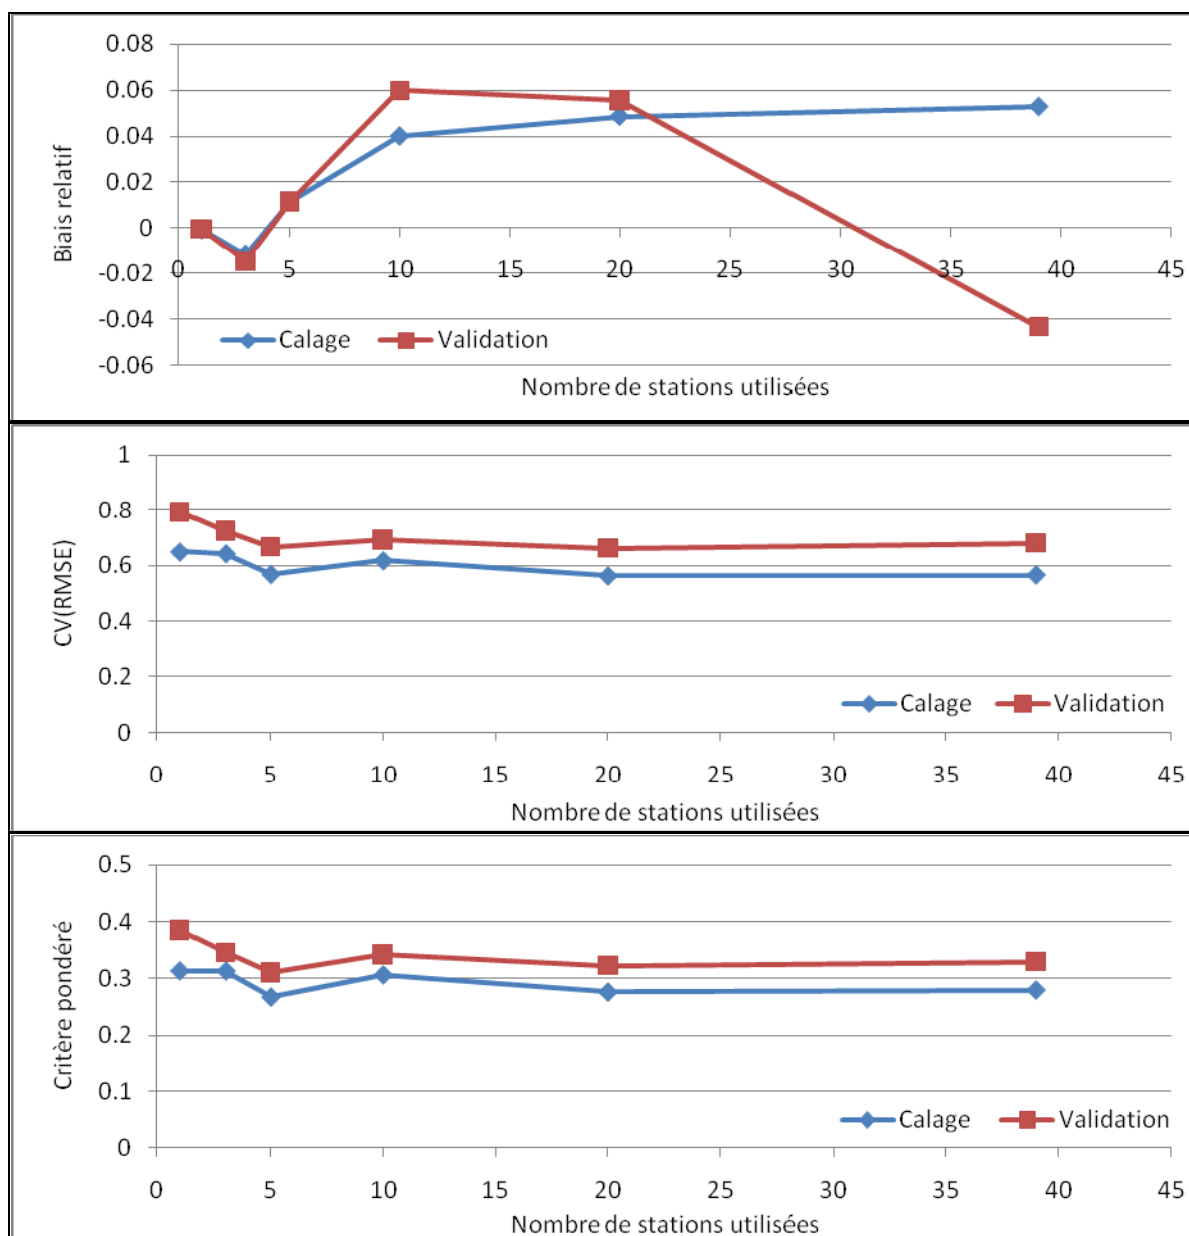 0.08
0.06
0.04
0.02
0
-0.02
-0.04
-0.06
Biais relatif
0 5 10 15 20 25 30 35 40 45
Calage Validation
Nombre de stations utilisées
1
0.8
0.6
0.4
0.2
0
CV(RMSE)
Calage Validation
0 5 10 15 20 25 30 35 40 45
Nombre de stations utilisées
0.5
0.4
0.3
0.2
0.1
0
Critère pondéré
Calage Validation
0 5 10 15 20 25 30 35 40 45
Nombre de stations utilisées